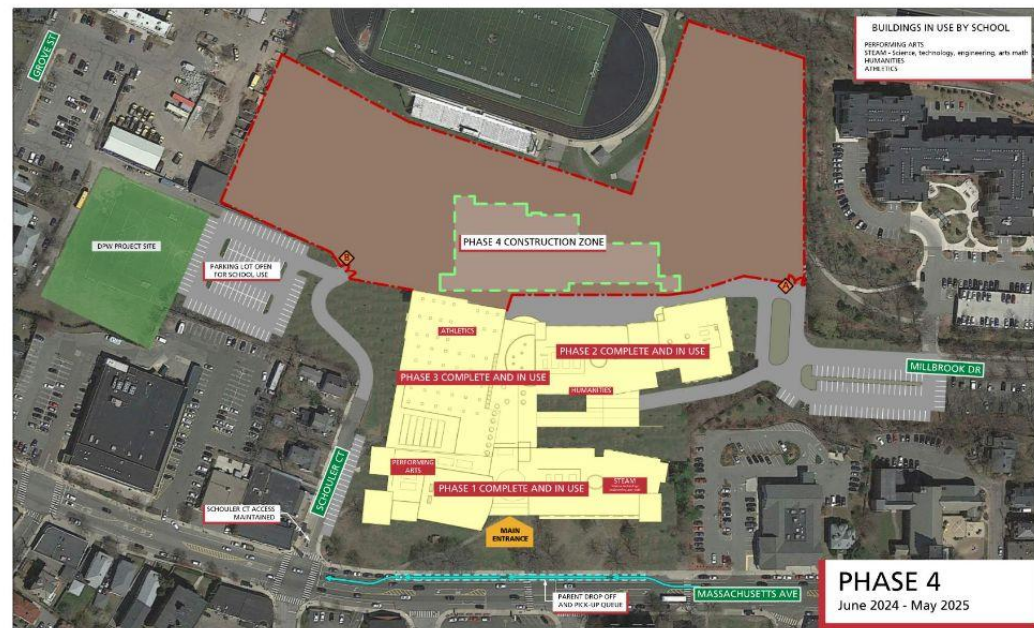 GROVE ST
BUILDINGS IN USE BY SCHOOL
PERFORMING ARTS
STEAM - Science, technology, engineering, arts math
HUMANITIES
ATHLETICS
PHASE 4 CONSTRUCTION ZONE
DPW PROJECT SITE
PARKING LOT OPEN
FOR SCHOOL USE
B
A
ATHLETICS
PHASE 2 COMPLETE AND IN USE
PHASE 3 COMPLETE AND IN USE
HUMANITIES
MILLBROOK DR
SCHOULER CT
PERFORMING
ARTS
STEAM
PHASE 1 COMPLETE AND IN USE
SCHOULER CT ACCESS
MAINTAINED
MAIN
ENTRANCE
PARENT DROP OFF
AND PICK-UP QUEUE
MASSACHUSETTS AVE
PHASE 4
June 2024 - May 2025